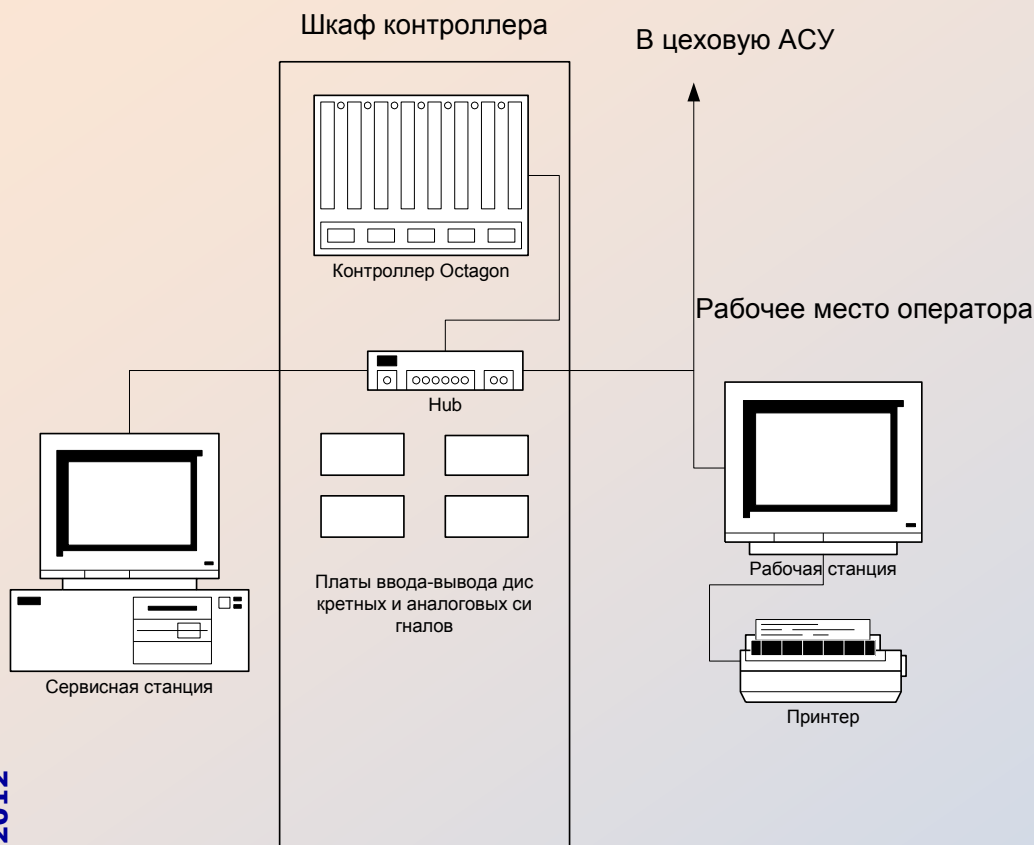 Шкаф контроллера
В цеховую АСУ
Контроллер Octagon
Рабочее место оператора
Hub
Рабочая станция
Платы ввода-вывода дис
кретных и аналоговых си
гналов
Сервисная станция
Принтер
2012